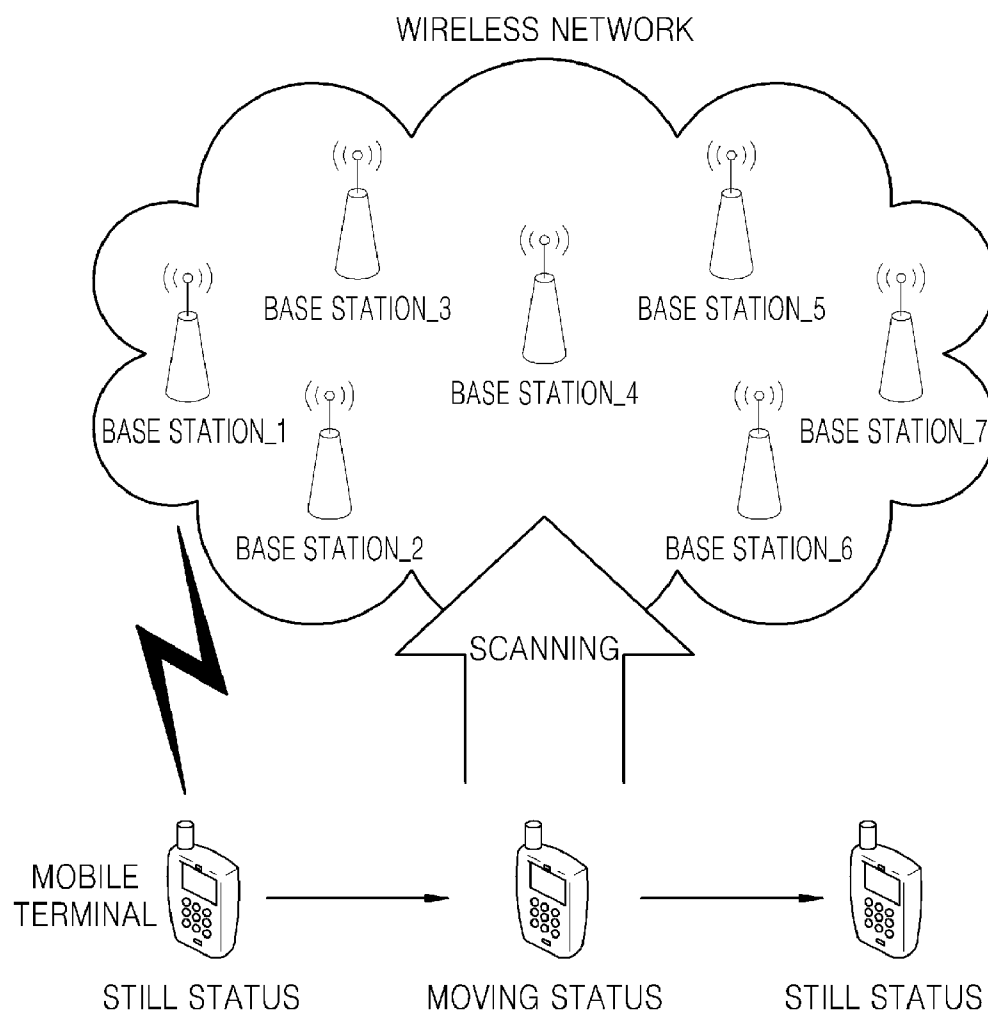 WIRELESS NETWORK
BASE STATION_3
BASE STATION_5
BASE STATION_4
BASE STATION_1
BASE STATION_7
BASE STATION_2
BASE STATION_6
SCANNING
MOBILE
TERMINAL
STILL STATUS
MOVING STATUS
STILL STATUS